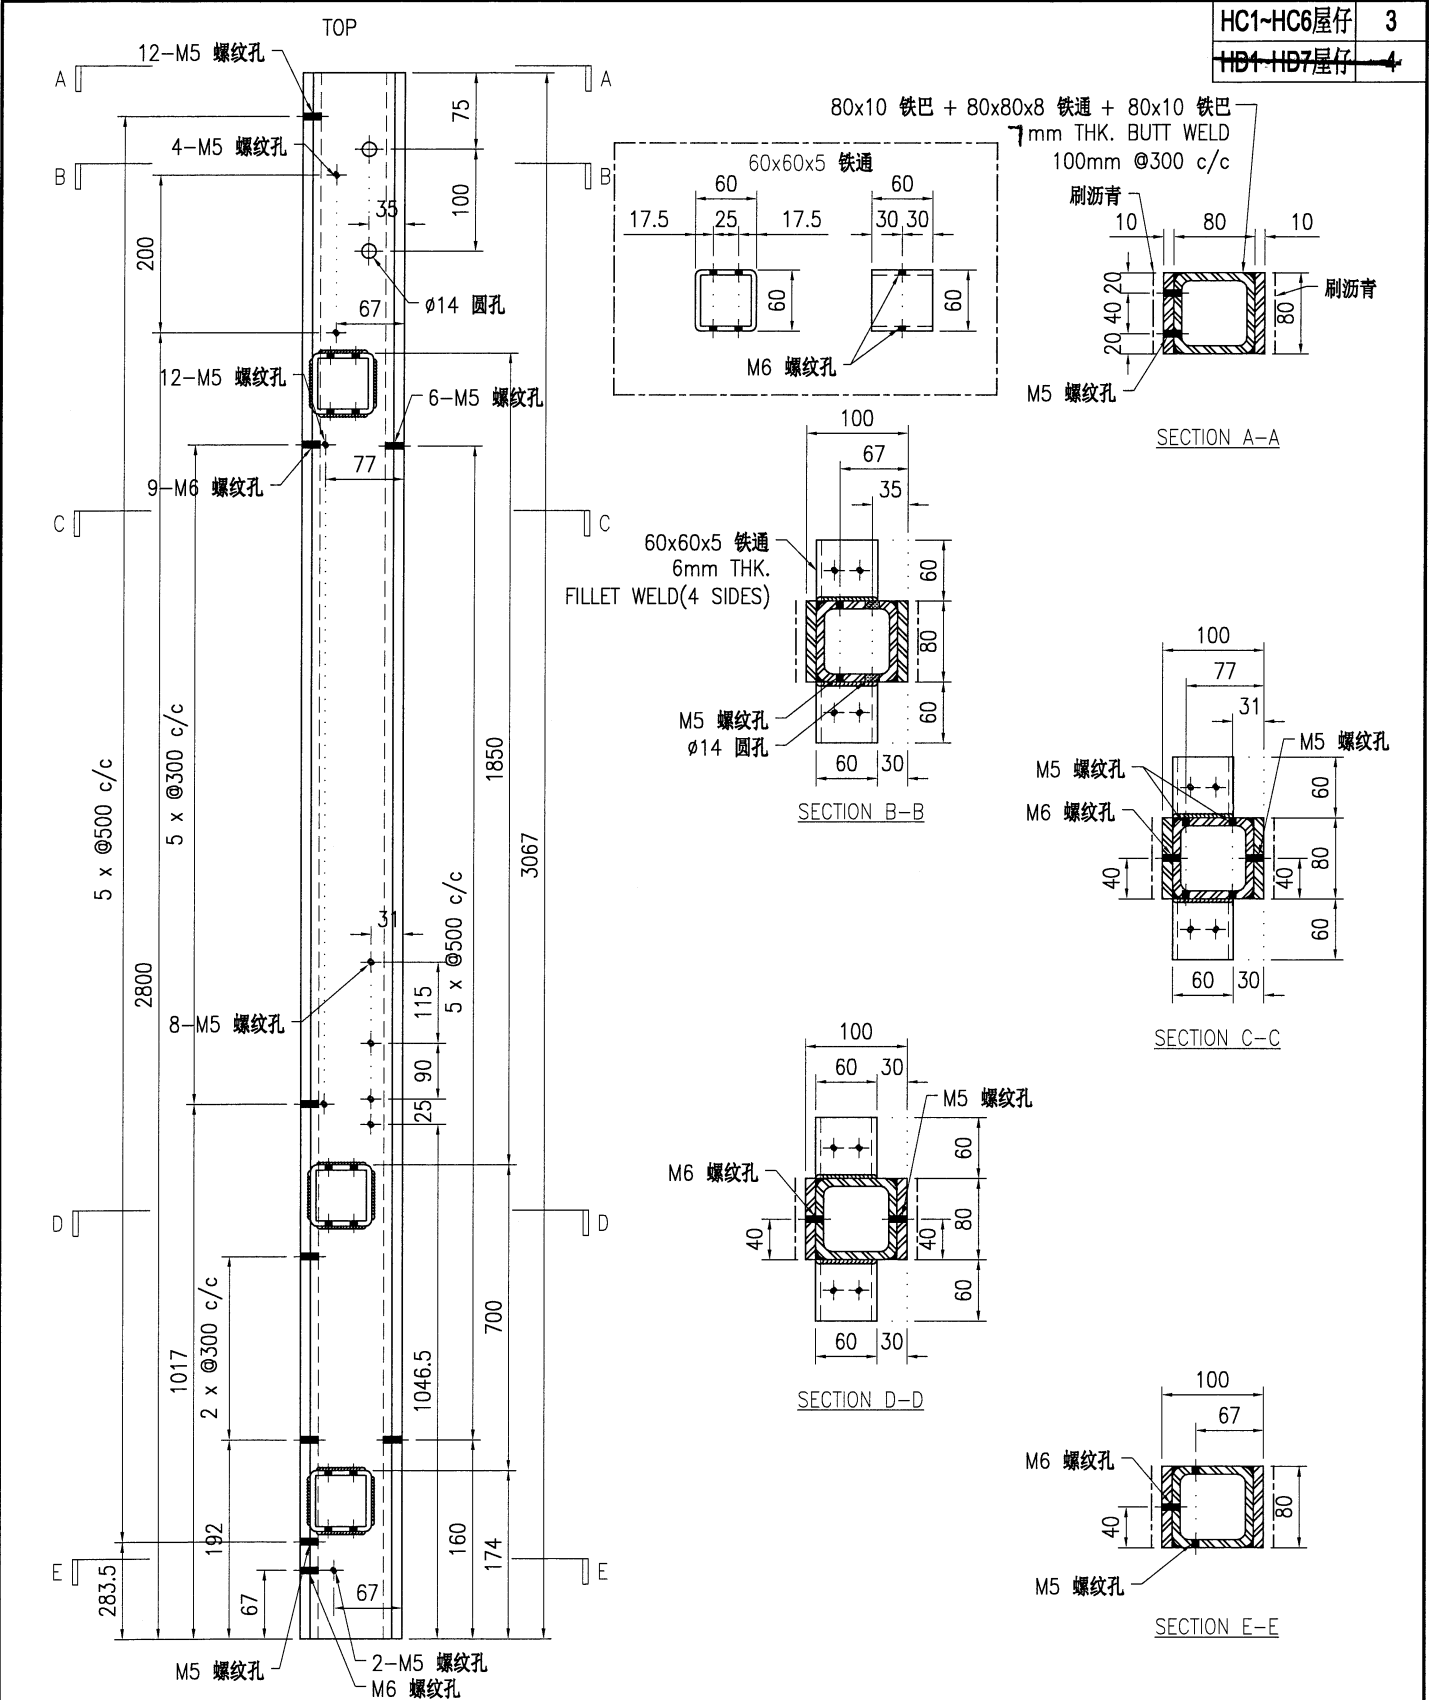 HC1~HC6屋仔 3
HD1~HD7屋仔 4
TOP
12-M5 螺纹孔
A
A
4-M5 螺纹孔
B
B
75
100
35
200
ø14 圆孔
67
12-M5 螺纹孔
6-M5 螺纹孔
77
9-M6 螺纹孔
C
C
5 x @500 c/c
5 x @300 c/c
1850
3067
2800
31
5 x @500 c/c
115
8-M5 螺纹孔
90
25
D
D
2 x @300 c/c
1017
700
1046.5
192
160
174
E
E
283.5
67
67
M5 螺纹孔
2-M5 螺纹孔
M6 螺纹孔
60x60x5 铁通
60
60
17.5
25
17.5
30
30
60
60
M6 螺纹孔
80x10 铁巴 + 80x80x8 铁通 + 80x10 铁巴
7mm THK. BUTT WELD
100mm @300 c/c
刷沥青
10
80
10
20
40
20
80
刷沥青
M5 螺纹孔
SECTION A-A
100
67
35
60x60x5 铁通
6mm THK.
FILLET WELD(4 SIDES)
60
80
60
M5 螺纹孔
ø14 圆孔
60
30
SECTION B-B
100
77
31
M5 螺纹孔
M5 螺纹孔
M6 螺纹孔
60
80
40
40
60
60
30
SECTION C-C
100
60
30
M5 螺纹孔
M6 螺纹孔
60
80
40
40
60
60
30
SECTION D-D
100
67
M6 螺纹孔
40
80
M5 螺纹孔
SECTION E-E